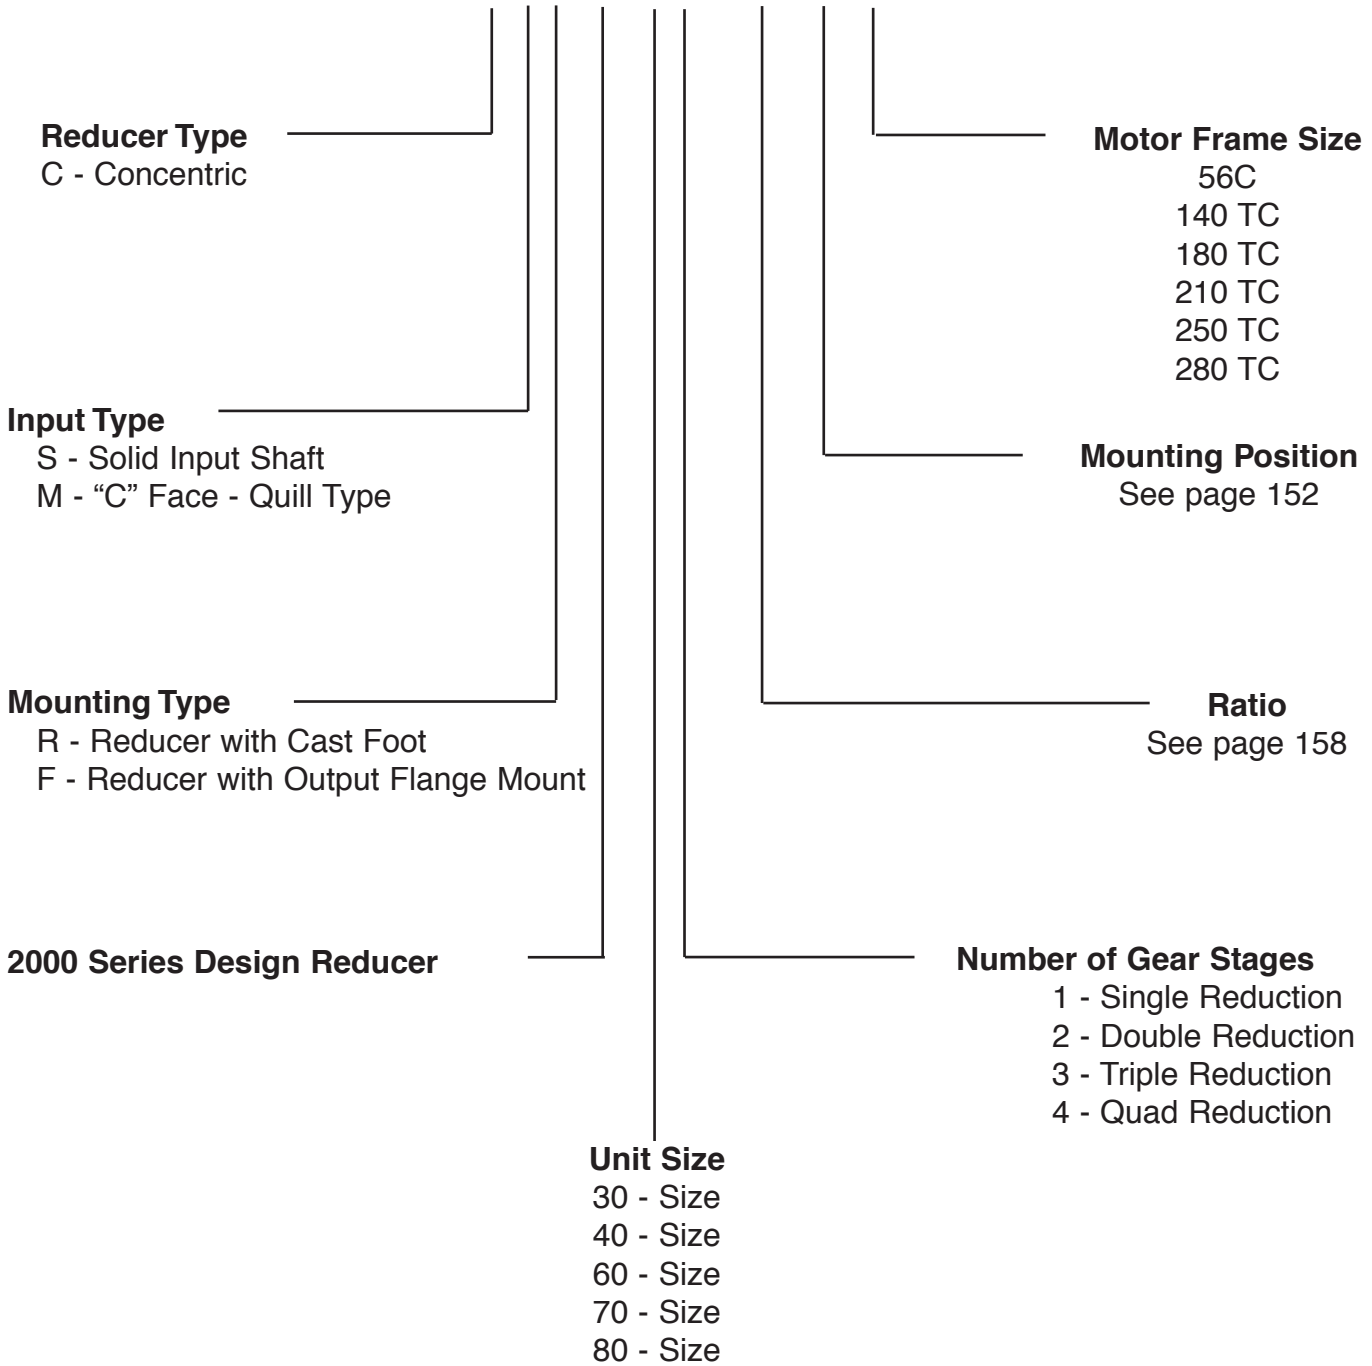 Reducer Type
C - Concentric
Motor Frame Size
56C
140 TC
180 TC
210 TC
250 TC
280 TC
Input Type
S - Solid Input Shaft
M - “C” Face - Quill Type
Mounting Position
See page 152
Mounting Type
R - Reducer with Cast Foot
F - Reducer with Output Flange Mount
Ratio
See page 158
2000 Series Design Reducer
Number of Gear Stages
1 - Single Reduction
2 - Double Reduction
3 - Triple Reduction
4 - Quad Reduction
Unit Size
30 - Size
40 - Size
60 - Size
70 - Size
80 - Size